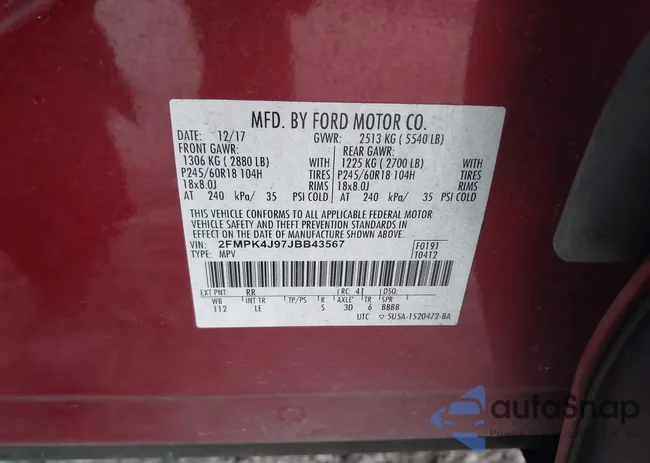 MFD. BY FORD MOTOR CO.
DATE: 12/17 GVWR: 2513 KG ( 5540 LB)
FRONT GAWR: REAR GAWR:
1306 KG ( 2880 LB) WITH 1225 KG ( 2700 LB) WITH
P245/60R18 104H TIRES P245/60R18 104H TIRES
18x8.0J RIMS 18x8.0J RIMS
AT 240 kPa/ 35 PSI COLD AT 240 kPa/ 35 PSI COLD
THIS VEHICLE CONFORMS TO ALL APPLICABLE FEDERAL MOTOR
VEHICLE SAFETY AND THEFT PREVENTION STANDARDS IN
EFFECT ON THE DATE OF MANUFACTURE SHOWN ABOVE.
VIN: 2FMPK4J97JBB43567 F0191
TYPE: MPV T0412
EXT PNT: RR RC: 41 DSO:
WB INT TR TP/PS R AXLE TR SPR
112 LE S 3D 6 BBBB
UTC 5U5A-1520472-BA
autoSnap